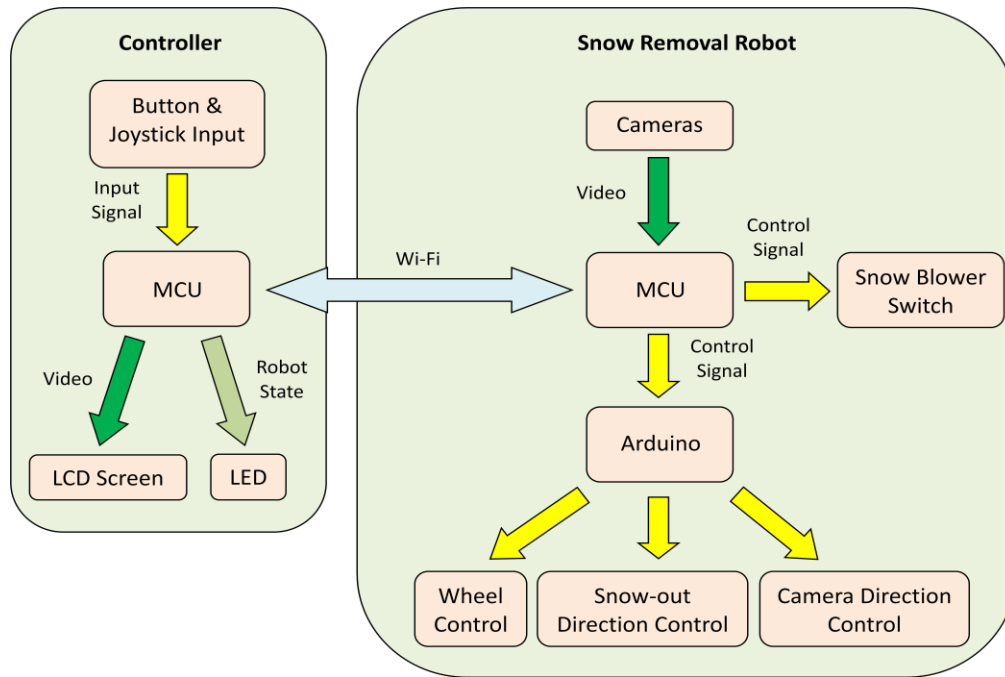 Controller
Button &
Joystick Input
Input
Signal
MCU
Video
Robot
State
LCD Screen
LED
Wi-Fi
Snow Removal Robot
Cameras
Video
MCU
Control
Signal
Snow Blower
Switch
Control
Signal
Arduino
Wheel
Control
Snow-out
Direction Control
Camera Direction
Control